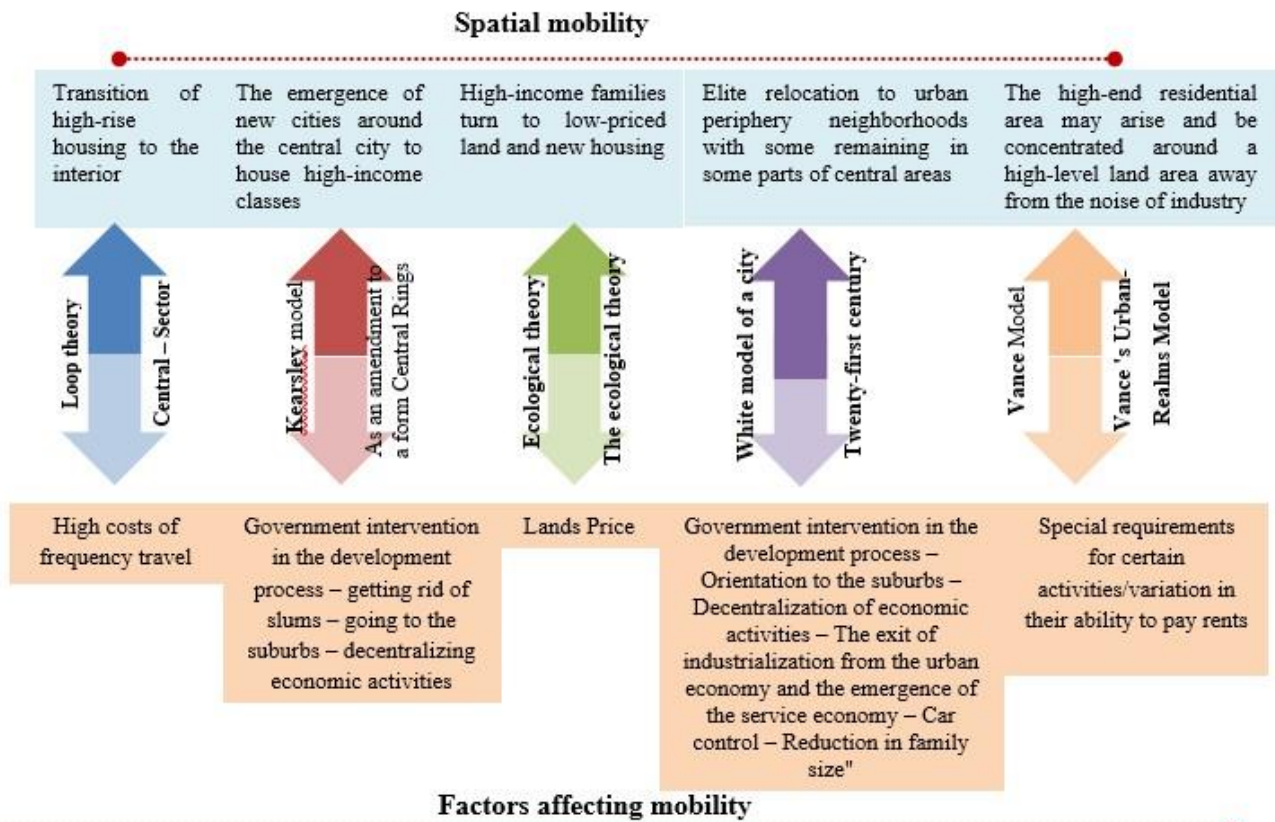 Spatial mobility
Transition of
high-rise
housing to the
interior
The emergence of
new cities around
the central city to
house high-income
classes
High-income families
turn to low-priced
land and new housing
Elite relocation to urban
periphery neighborhoods
with some remaining in
some parts of central areas
The high-end residential
area may arise and be
concentrated around a
high-level land area away
from the noise of industry
Loop theory
Central – Sector
Kearsley model
As an amendment to
a form Central Rings
Ecological theory
The ecological theory
White model of a city
Twenty-first century
Vance Model
Vance 's Urban-
Realms Model
High costs of
frequency travel
Government intervention
in the development
process – getting rid of
slums – going to the
suburbs – decentralizing
economic activities
Lands Price
Government intervention in the
development process –
Orientation to the suburbs –
Decentralization of economic
activities – The exit of
industrialization from the urban
economy and the emergence of
the service economy – Car
control – Reduction in family
size"
Special requirements
for certain
activities/variation in
their ability to pay rents
Factors affecting mobility